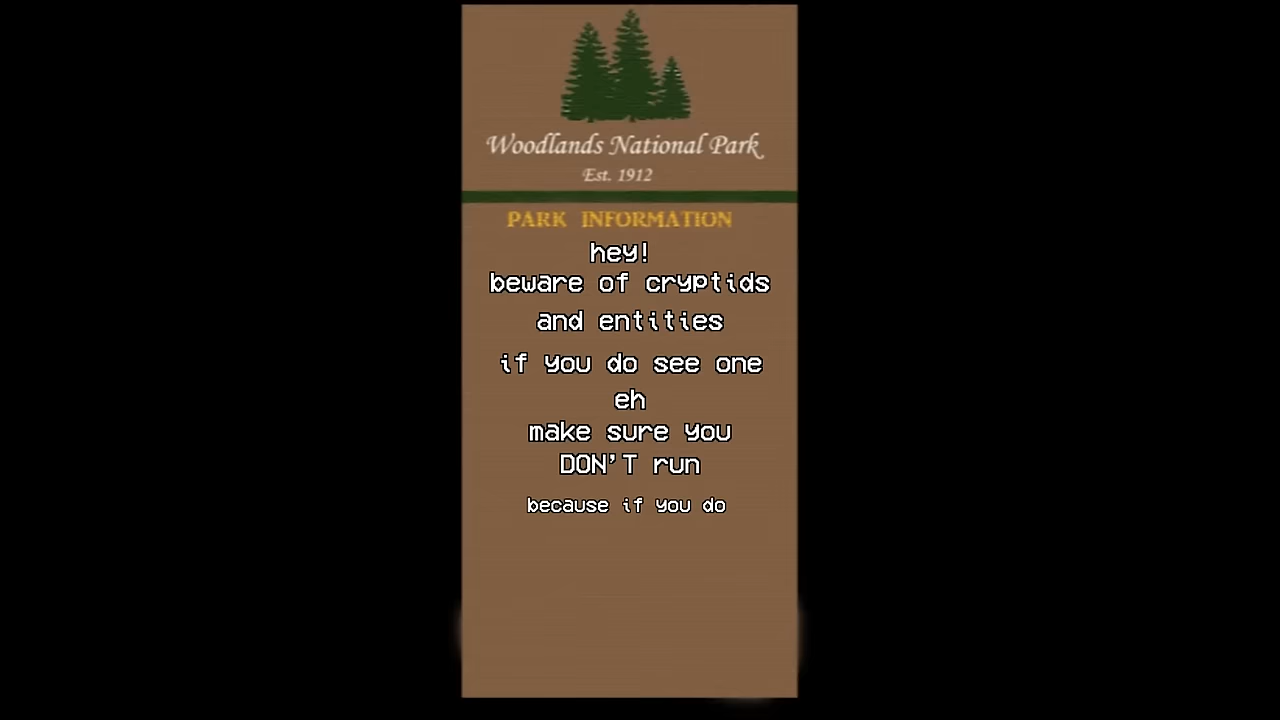 Woodlands National Park
Est. 1912
PARK INFORMATION
hey!
beware of cryptids
and entities
if you do see one
eh
make sure you
DON'T run
because if you do